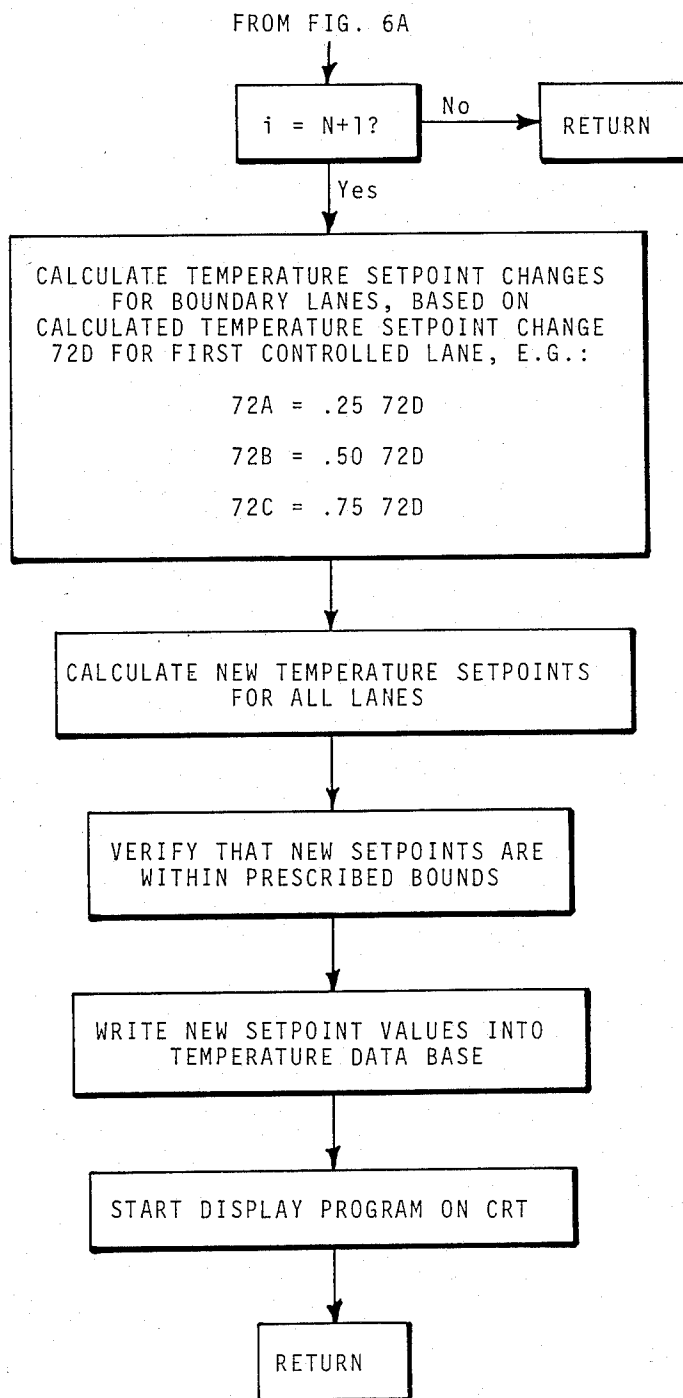 FROM FIG. 6A
i = N+1?
No
RETURN
Yes
CALCULATE TEMPERATURE SETPOINT CHANGES
FOR BOUNDARY LANES, BASED ON
CALCULATED TEMPERATURE SETPOINT CHANGE
72D FOR FIRST CONTROLLED LANE, E.G.:
72A = .25 72D
72B = .50 72D
72C = .75 72D
CALCULATE NEW TEMPERATURE SETPOINTS
FOR ALL LANES
VERIFY THAT NEW SETPOINTS ARE
WITHIN PRESCRIBED BOUNDS
WRITE NEW SETPOINT VALUES INTO
TEMPERATURE DATA BASE
START DISPLAY PROGRAM ON CRT
RETURN